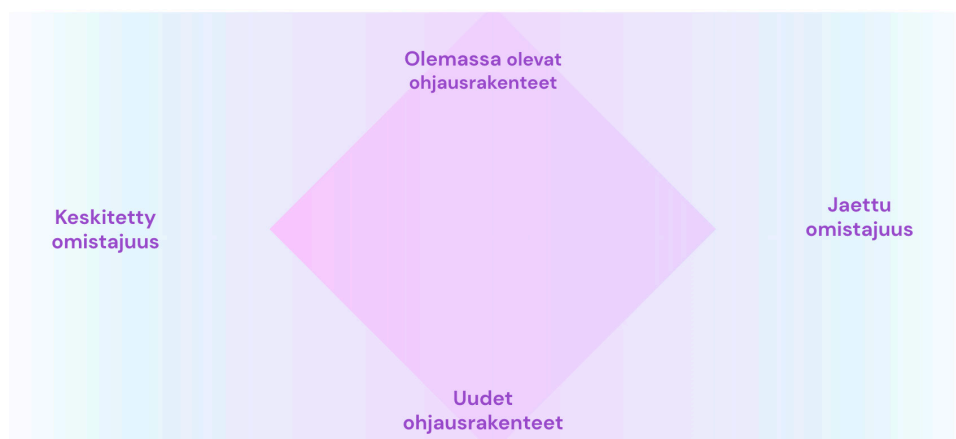 Olemassa olevat
ohjausrakenteet
Keskitetty
omistajuus
Jaettu
omistajuus
Uudet
ohjausrakenteet